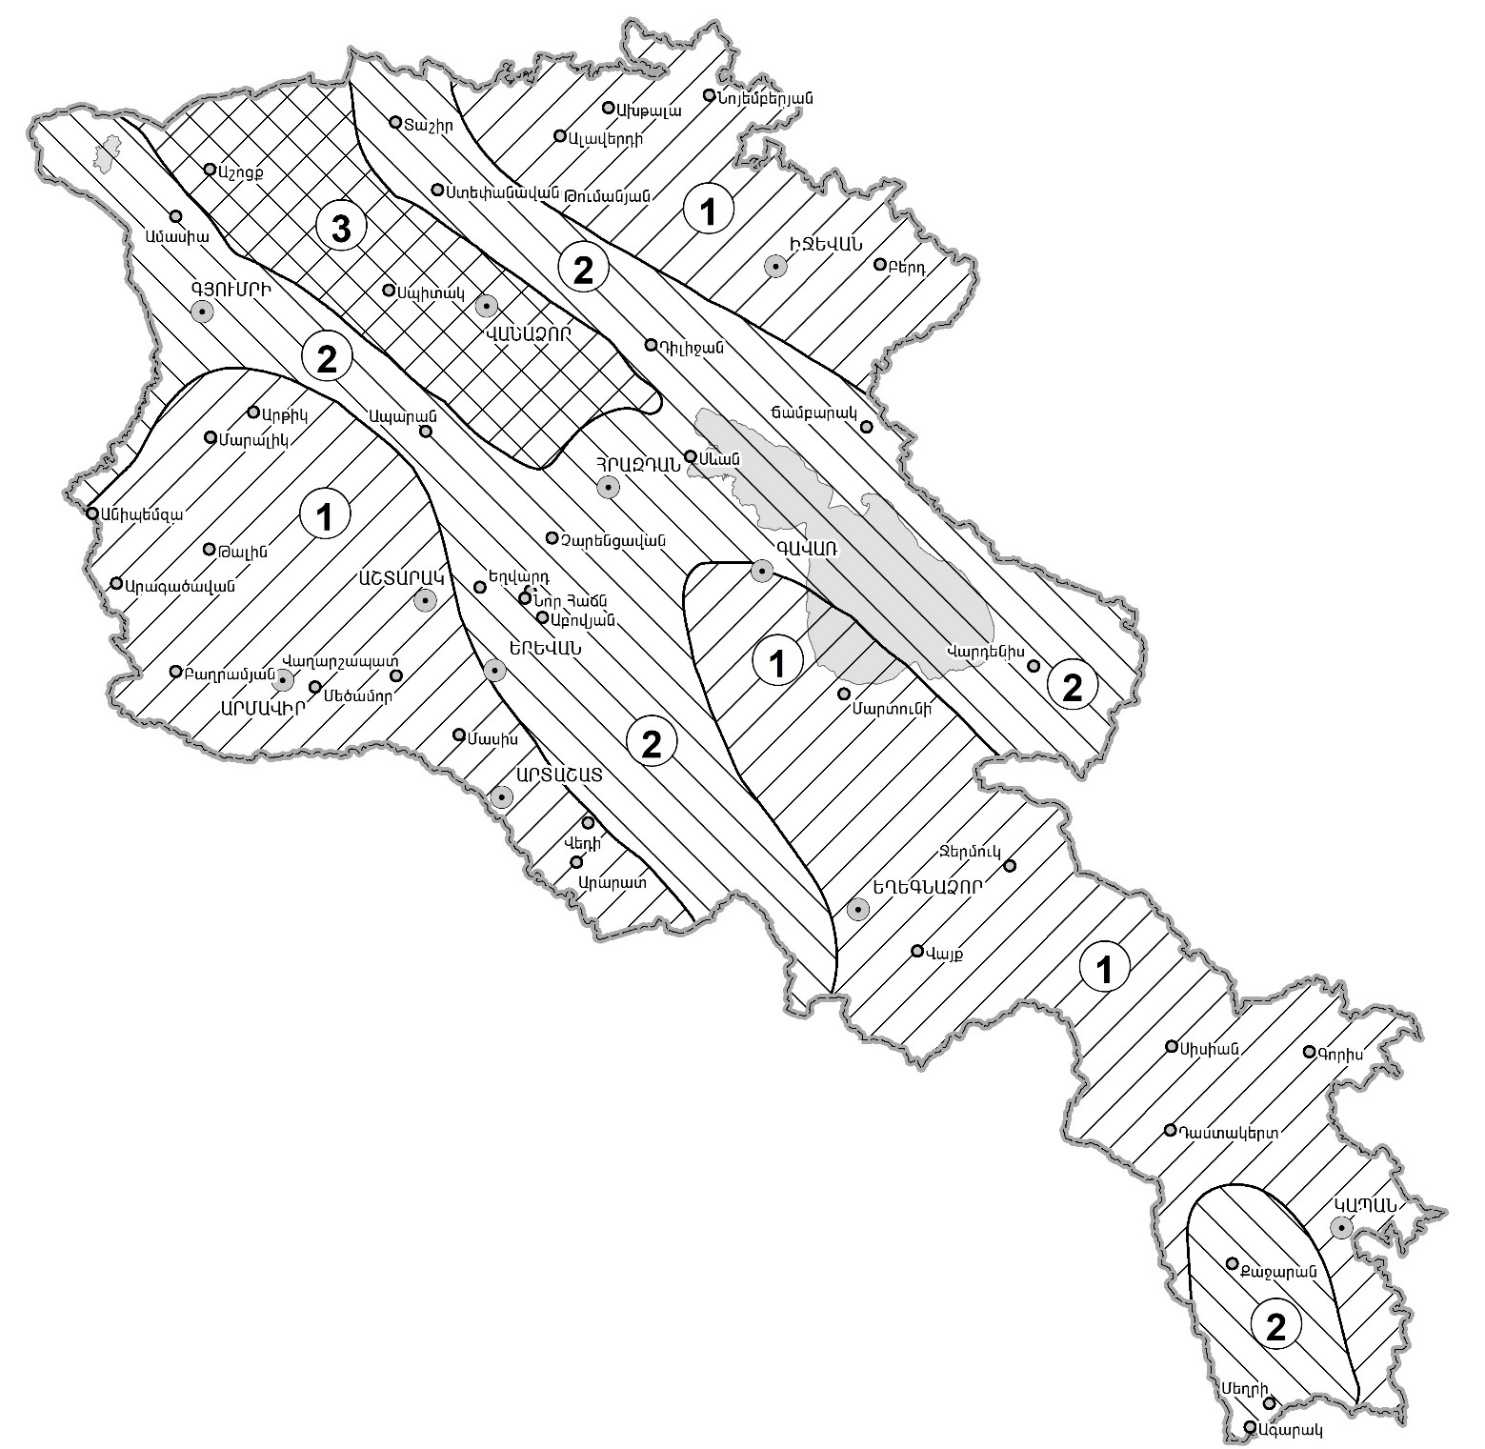 Նոյեմբերյան
Ախթալա
Տաշիր
Ալավերդի
Աշոցք
Ստեփանավան
Թումանյան
1
3
Ամասիա
ԻՋԵՎԱՆ
Բերդ
2
ԳՅՈՒՄՐԻ
Սպիտակ
ՎԱՆԱՁՈՐ
Դիլիջան
2
Արթիկ
Ապարան
Ճամբարակ
Մարալիկ
Սևան
ՀՐԱԶԴԱՆ
Անիպեմզա
1
Չարենցավան
Թալին
ԳԱՎԱՌ
ԱՇՏԱՐԱԿ
Եղվարդ
Արագածավան
Նոր Հաճն
Աբովյան
ԵՐԵՎԱՆ
Վարդենիս
1
Վաղարշապատ
Բաղրամյան
2
Մեծամոր
ԱՐՄԱՎԻՐ
Մարտունի
Մասիս
2
ԱՐՏԱՇԱՏ
Վեդի
Ջերմուկ
Արարատ
ԵՂԵԳՆԱՁՈՐ
Վայք
1
Սիսիան
Գորիս
Դաստակերտ
ԿԱՊԱՆ
Քաջարան
2
Մեղրի
Ագարակ